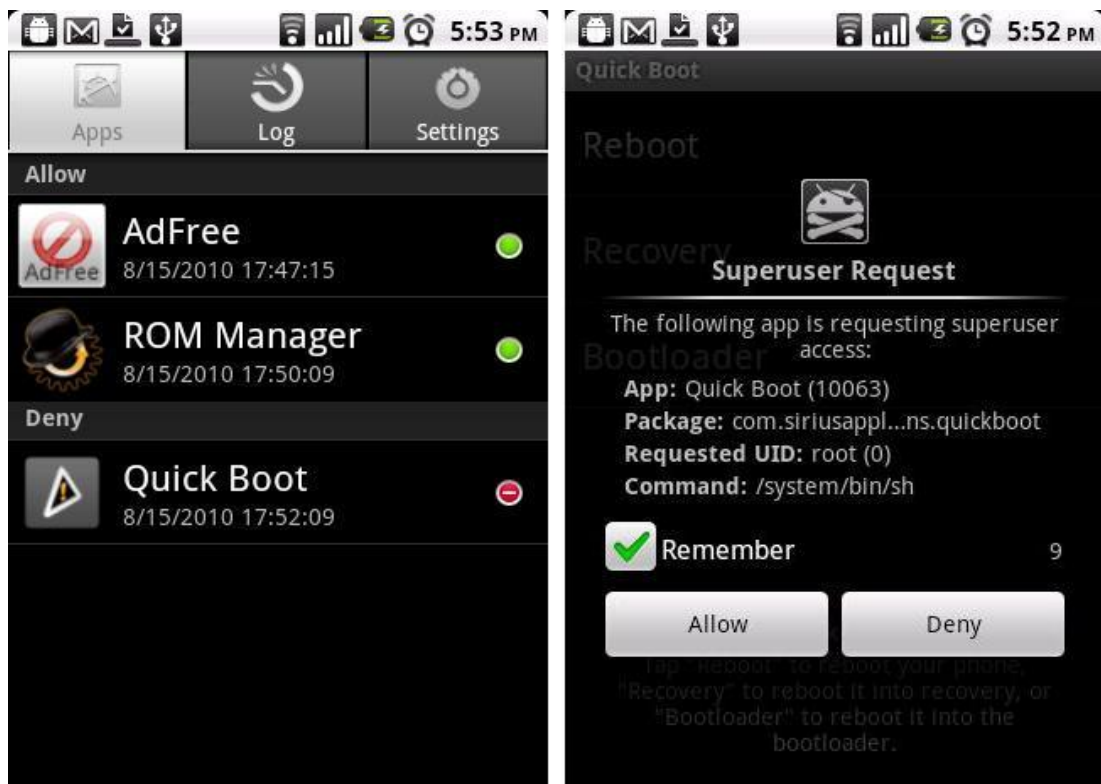 5:53 PM
Apps
Log
Settings
Allow
AdFree
AdFree
8/15/2010 17:47:15
ROM Manager
8/15/2010 17:50:09
Deny
Quick Boot
8/15/2010 17:52:09
5:52 PM
Quick Boot
Reboot
Recovery
Superuser Request
The following app is requesting superuser
access:
Bootloader
App: Quick Boot (10063)
Package: com.siriusappl...ns.quickboot
Requested UID: root (0)
Command: /system/bin/sh
Remember
9
Allow
Deny
Tap "Reboot" to reboot your phone,
"Recovery" to reboot it into recovery, or
"Bootloader" to reboot it into the
bootloader.